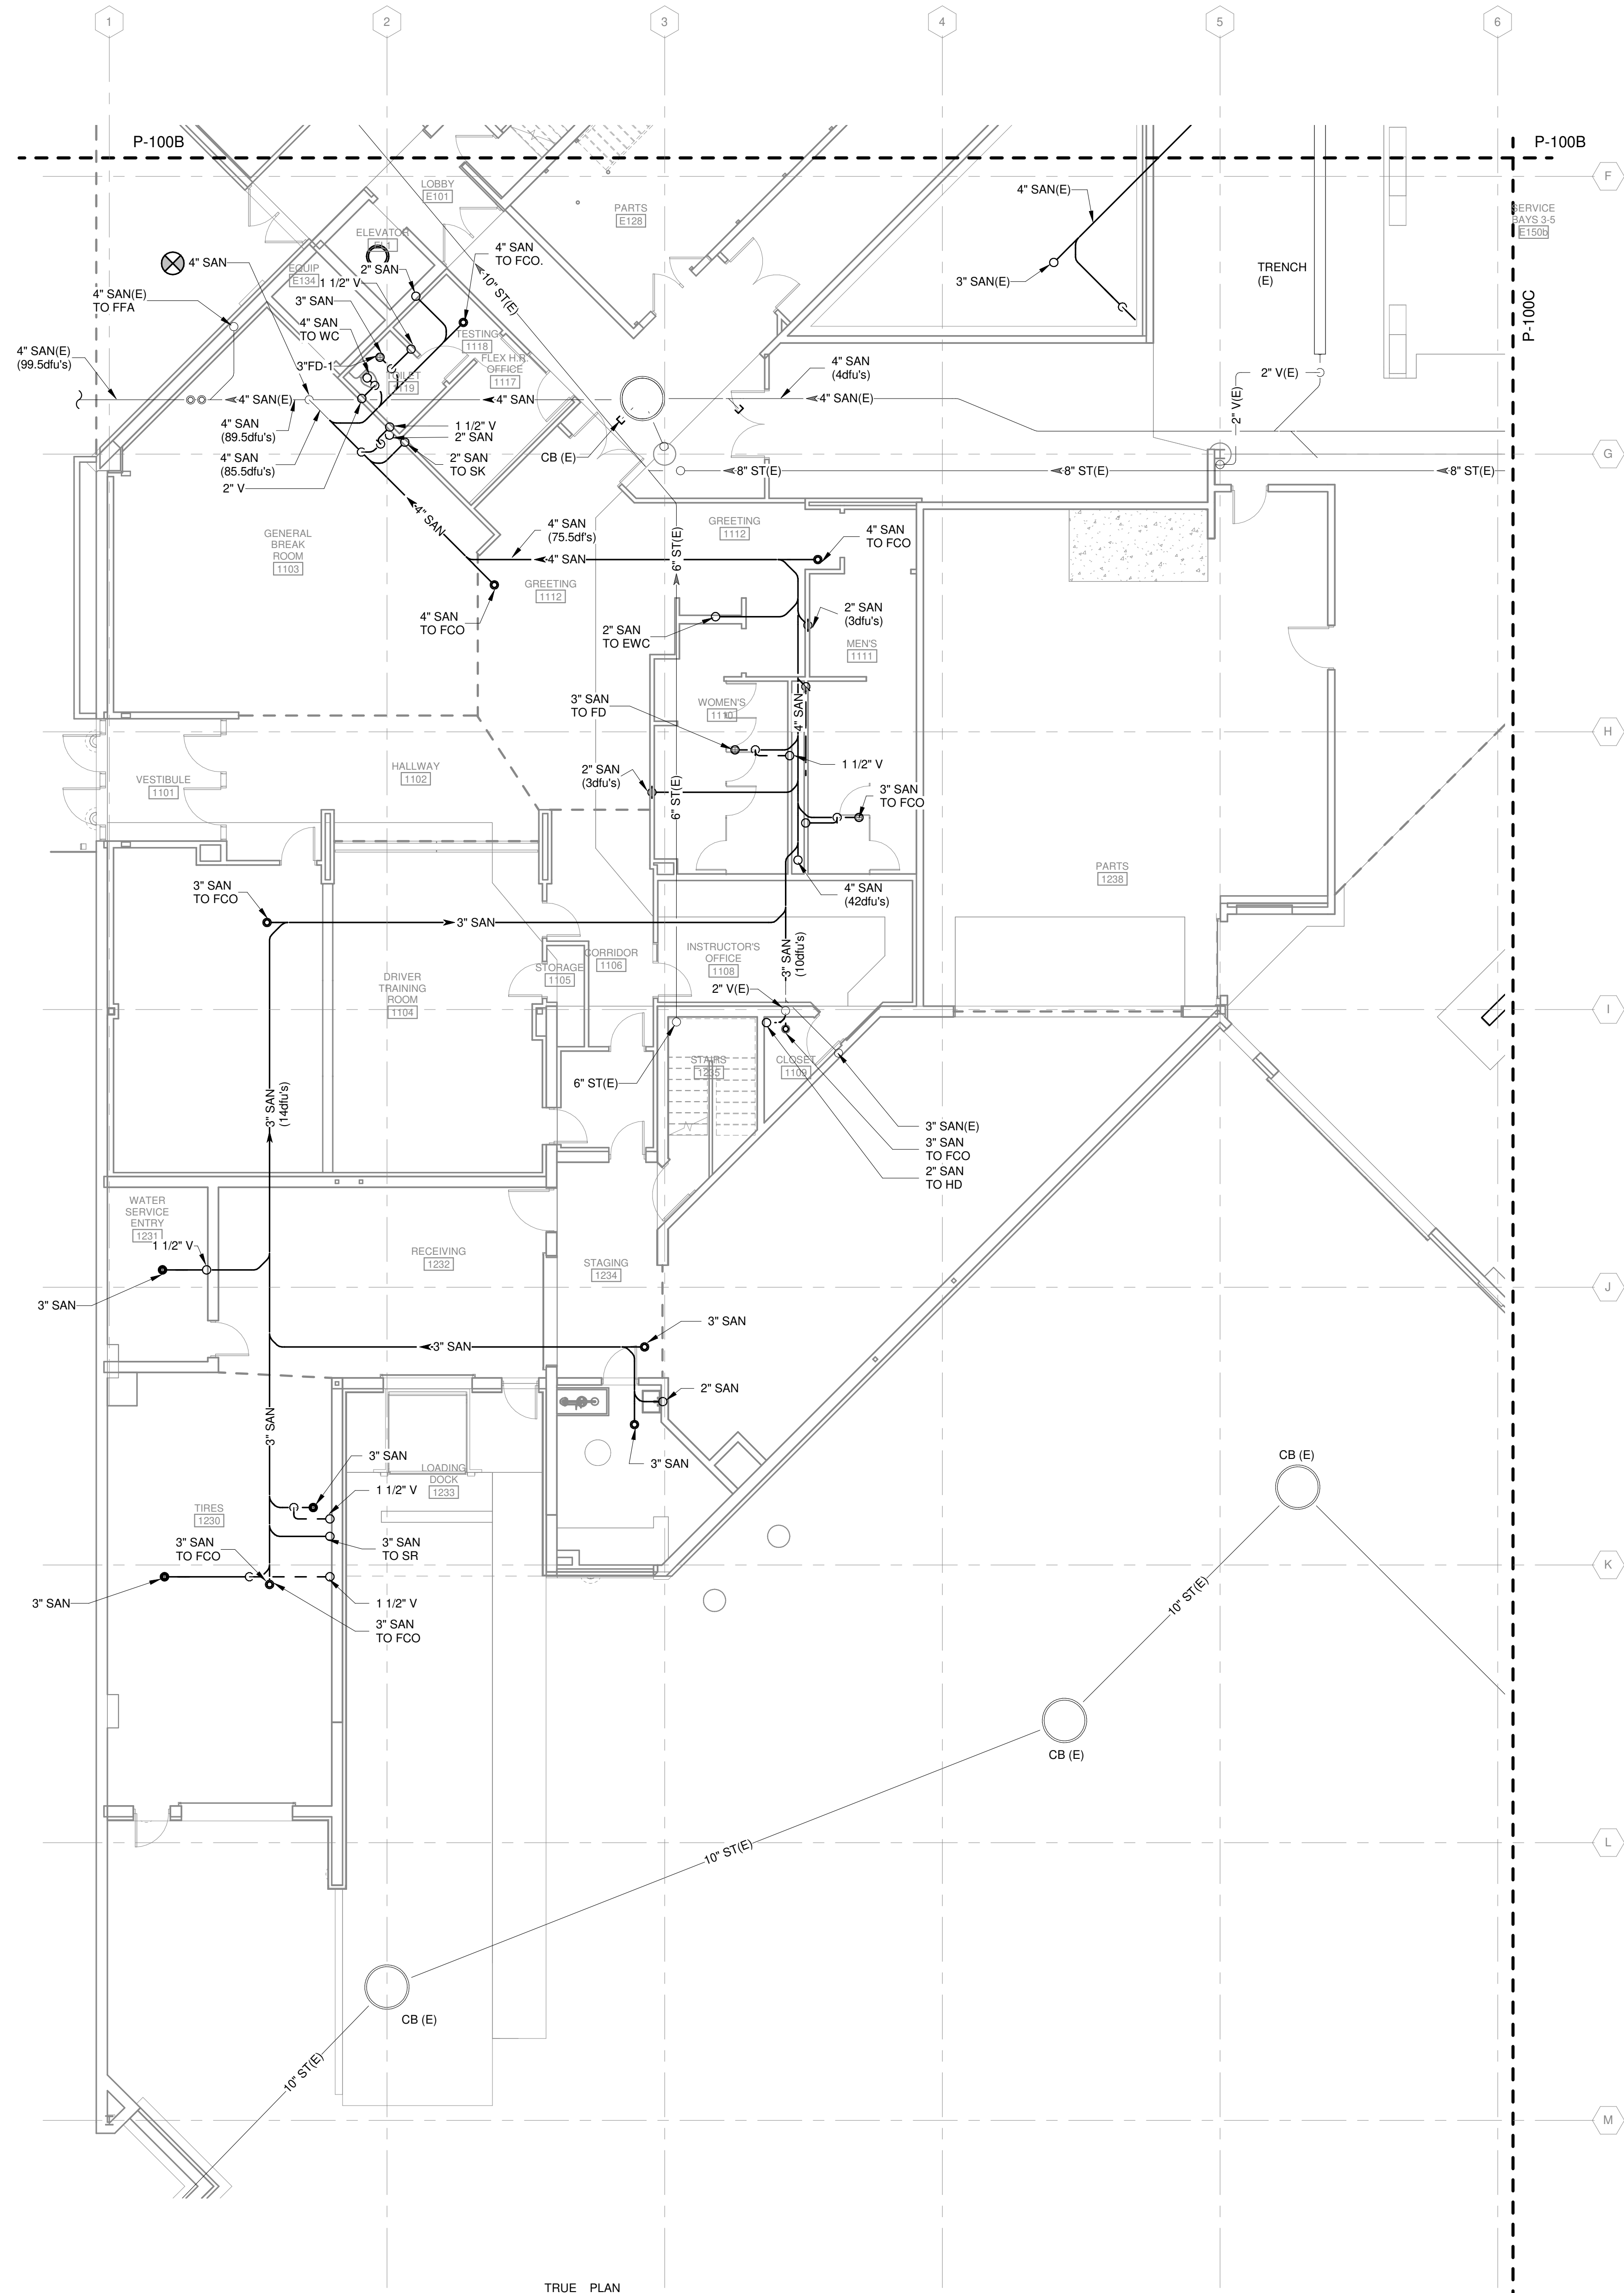 1
2
3
4
5
6
P-100B
P-100B
F
LOBBY
E101
PARTS
E128
4" SAN(E)
SERVICE
BAYS 3-5
E150b
ELEVATOR
4" SAN
TO FCO.
4" SAN
EQUIP
E134
2" SAN
1 1/2" V
10" ST(E)
3" SAN(E)
TRENCH
(E)
4" SAN(E)
TO FFA
3" SAN
4" SAN
TO WC
TESTING
1118
P-100C
4" SAN(E)
(99.5dfu's)
3"FD-1
FLEX H.R.
OFFICE
1117
TOILET
1119
4" SAN
(4dfu's)
2" V(E)
2" V(E)
4" SAN(E)
4" SAN
4" SAN(E)
4" SAN
(89.5dfu's)
1 1/2" V
2" SAN
4" SAN
(85.5dfu's)
2" SAN
TO SK
CB (E)
G
8" ST(E)
8" ST(E)
8" ST(E)
2" V
4" SAN
GENERAL
BREAK
ROOM
1103
4" SAN
(75.5df's)
GREETING
1112
4" SAN
TO FCO
6" ST(E)
4" SAN
GREETING
1112
4" SAN
TO FCO
2" SAN
TO EWC
2" SAN
(3dfu's)
MEN'S
1111
3" SAN
TO FD
WOMEN'S
1110
4" SAN
H
HALLWAY
1102
VESTIBULE
1101
2" SAN
(3dfu's)
6" ST(E)
1 1/2" V
3" SAN
TO FCO
PARTS
1238
3" SAN
TO FCO
4" SAN
(42dfu's)
3" SAN
CORRIDOR
1106
INSTRUCTOR'S
OFFICE
1108
3" SAN
(10dfu's)
STORAGE
1105
DRIVER
TRAINING
ROOM
1104
2" V(E)
I
STAIRS
1235
CLOSET
1109
6" ST(E)
3" SAN
(14dfu's)
3" SAN(E)
3" SAN
TO FCO
2" SAN
TO HD
WATER
SERVICE
ENTRY
1231
1 1/2" V
RECEIVING
1232
STAGING
1234
J
3" SAN
3" SAN
3" SAN
2" SAN
3" SAN
3" SAN
3" SAN
LOADING
DOCK
1233
1 1/2" V
CB (E)
TIRES
1230
3" SAN
TO FCO
3" SAN
TO SR
K
3" SAN
1 1/2" V
3" SAN
TO FCO
10" ST(E)
CB (E)
L
10" ST(E)
CB (E)
10" ST(E)
M
TRUE PLAN